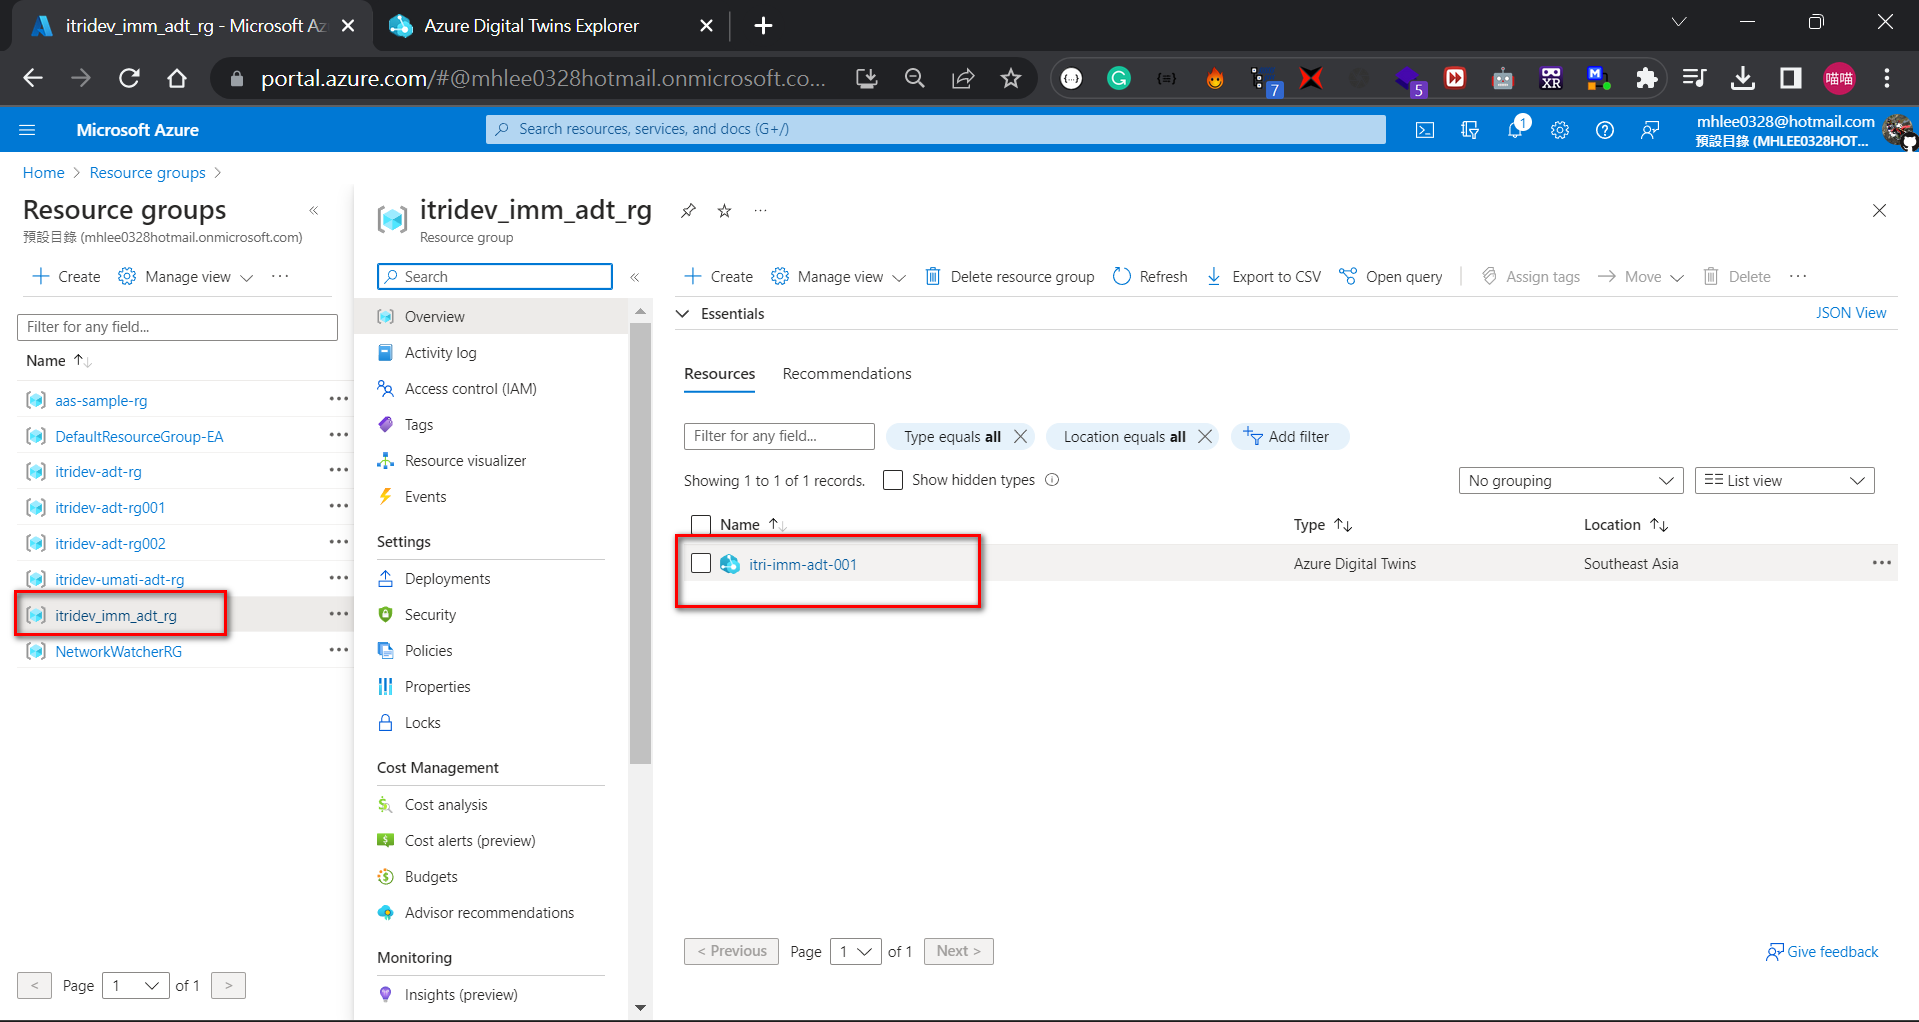 itridev_imm_adt_rg - Microsoft Az
Azure Digital Twins Explorer
portal.azure.com/#@mhlee0328hotmail.onmicrosoft.co...
7
5
XR
M
喵喵
Microsoft Azure
Search resources, services, and docs (G+/)
1
mhlee0328@hotmail.com
預設目錄 (MHLEE0328HOT...
Home
Resource groups
Resource groups
預設目錄 (mhlee0328hotmail.onmicrosoft.com)
Create
Manage view
Filter for any field...
Name
aas-sample-rg
DefaultResourceGroup-EA
itridev-adt-rg
itridev-adt-rg001
itridev-adt-rg002
itridev-umati-adt-rg
itridev_imm_adt_rg
NetworkWatcherRG
< Page 1 of 1 >
itridev_imm_adt_rg
Resource group
Search
Overview
Activity log
Access control (IAM)
Tags
Resource visualizer
Events
Settings
Deployments
Security
Policies
Properties
Locks
Cost Management
Cost analysis
Cost alerts (preview)
Budgets
Advisor recommendations
Monitoring
Insights (preview)
Create
Manage view
Delete resource group
Refresh
Export to CSV
Open query
Assign tags
Move
Delete
Essentials
JSON View
Resources
Recommendations
Filter for any field...
Type equals all
Location equals all
Add filter
Showing 1 to 1 of 1 records.
Show hidden types
No grouping
List view
Name
Type
Location
itri-imm-adt-001
Azure Digital Twins
Southeast Asia
< Previous
Page 1 of 1
Next >
Give feedback